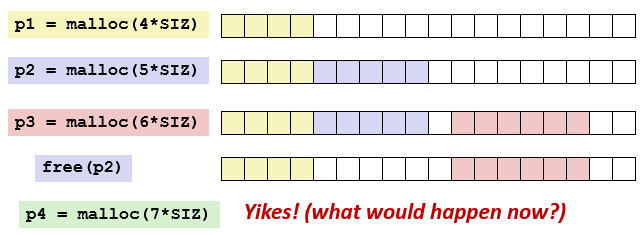 p1 = malloc(4*SIZ)
p2 = malloc(5*SIZ)
p3 = malloc(6*SIZ)
free(p2)
p4 = malloc(7*SIZ) Yikes! (what would happen now?)